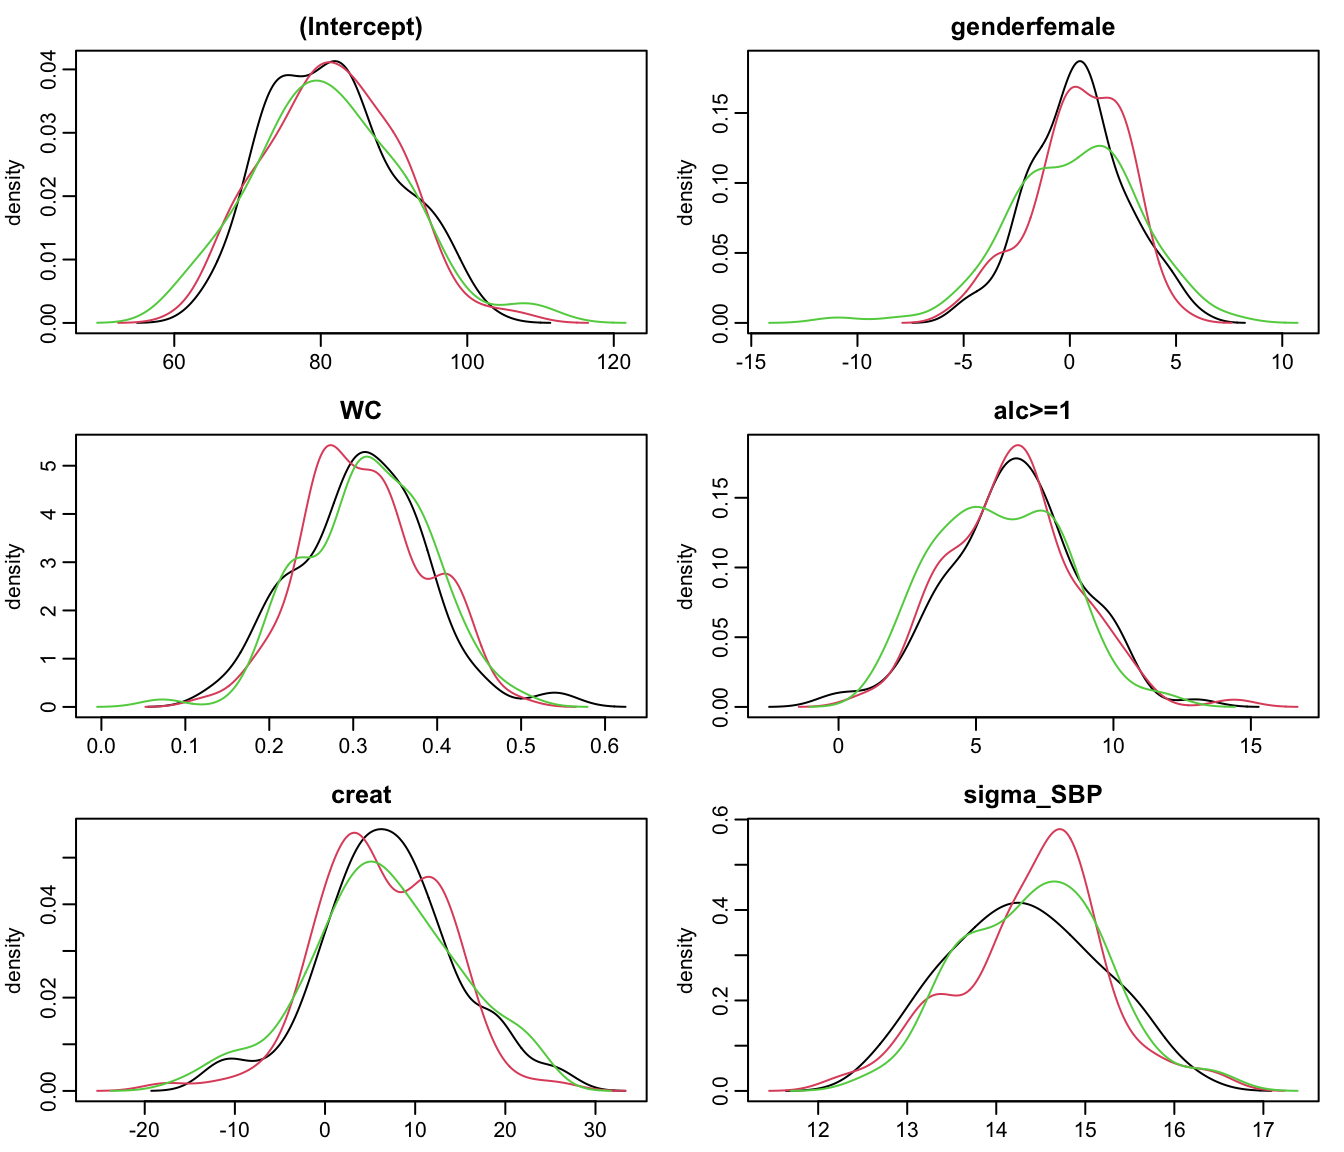 (Intercept)
density
0.00 0.01 0.02 0.03 0.04
60 80 100 120
genderfemale
density
0.00 0.05 0.10 0.15
-15 -10 -5 0 5 10
WC
density
0 1 2 3 4 5
0.0 0.1 0.2 0.3 0.4 0.5 0.6
alc>=1
density
0.00 0.05 0.10 0.15
0 5 10 15
creat
density
0.00 0.02 0.04
-20 -10 0 10 20 30
sigma_SBP
density
0.0 0.2 0.4 0.6
12 13 14 15 16 17